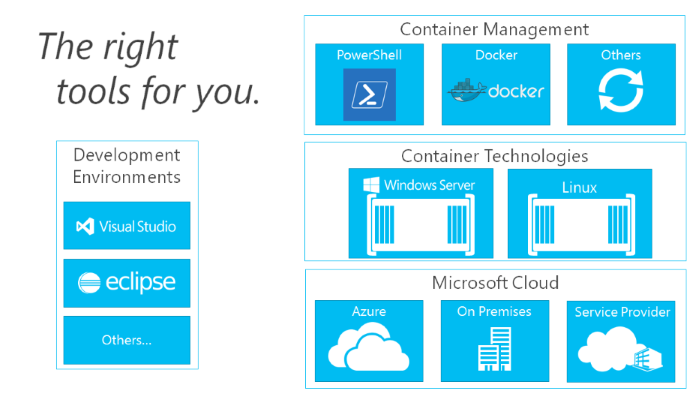 The right
tools for you.
Development
Environments
Visual Studio
eclipse
Others...
Container Management
PowerShell
Docker
Others
docker
Container Technologies
Windows Server
Linux
Microsoft Cloud
Azure
On Premises
Service Provider